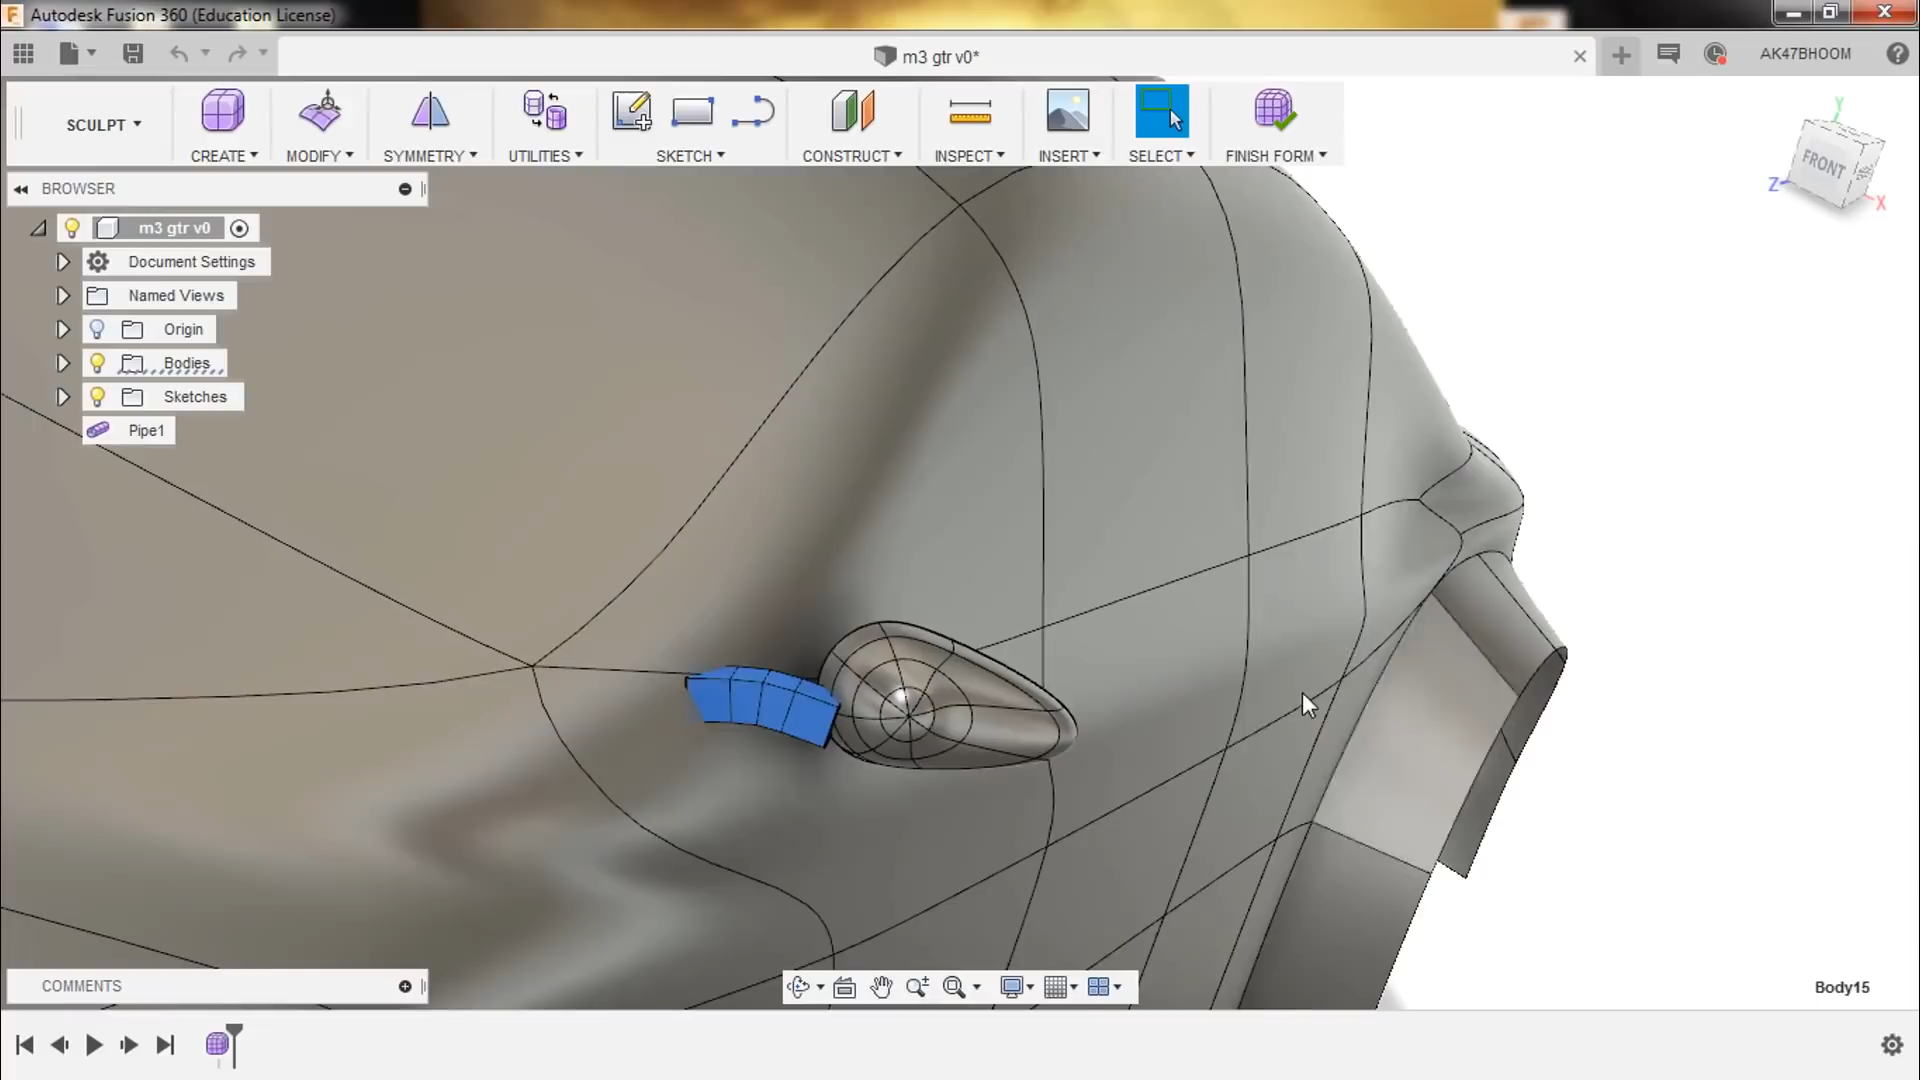 Autodesk Fusion 360 (Education License)
m3 gtr v0*
AK47BHOOM
SCULPT
CREATE
MODIFY
SYMMETRY
UTILITIES
SKETCH
CONSTRUCT
INSPECT
INSERT
SELECT
FINISH FORM
Y
FRONT
Z
X
BROWSER
m3 gtr v0
Document Settings
Named Views
Origin
Bodies
Sketches
Pipe1
COMMENTS
Body15